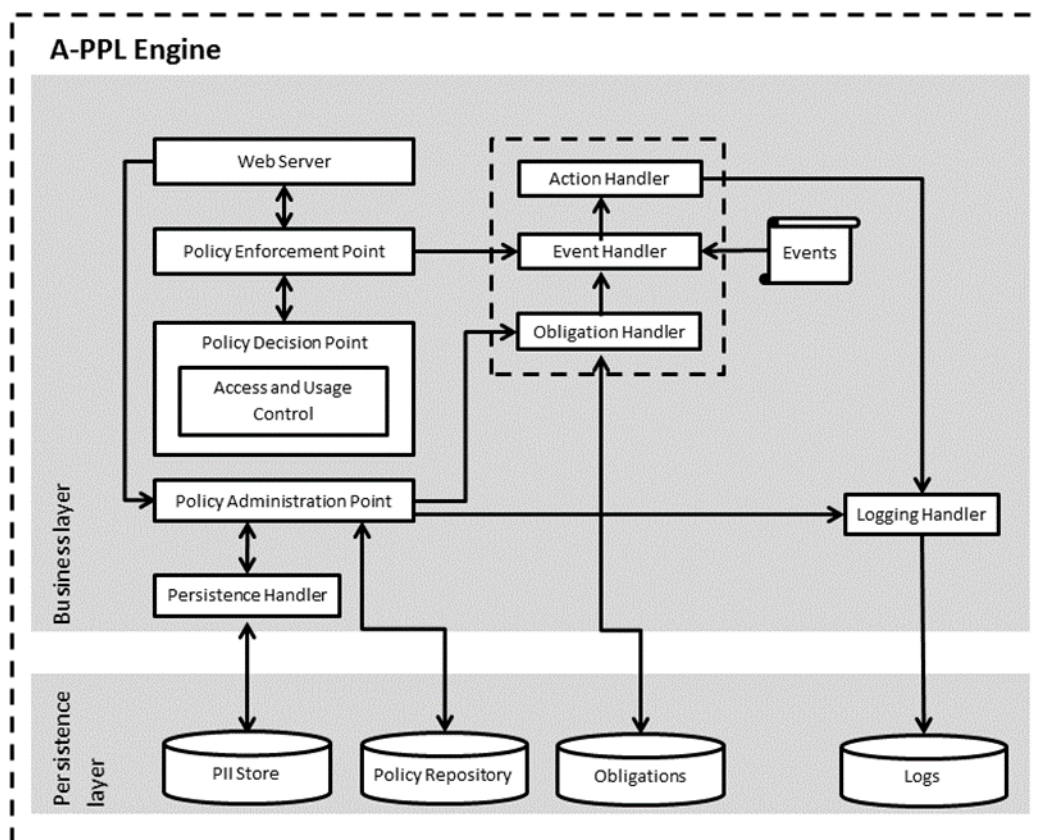 A-PPL Engine
Web Server
Action Handler
Policy Enforcement Point
Event Handler
Events
Policy Decision Point
Obligation Handler
Access and Usage
Control
Policy Administration Point
Logging Handler
Business layer
Persistence Handler
Persistence
layer
PII Store
Policy Repository
Obligations
Logs